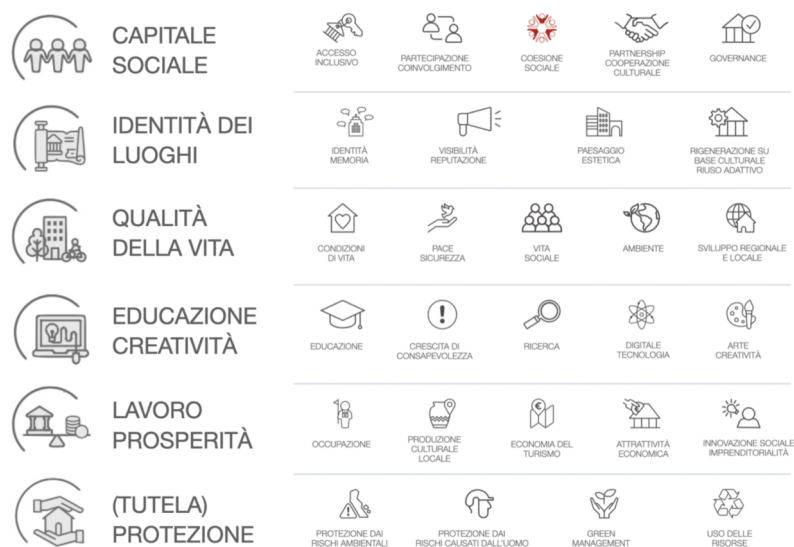 CAPITALE
SOCIALE
ACCESSO
INCLUSIVO
PARTECIPAZIONE
COINVOLGIMENTO
COESIONE
SOCIALE
PARTNERSHIP
COOPERAZIONE
CULTURALE
GOVERNANCE
IDENTITÀ DEI
LUOGHI
IDENTITÀ
MEMORIA
VISIBILITÀ
REPUTAZIONE
PAESAGGIO
ESTETICA
RIGENERAZIONE SU
BASE CULTURALE
RIUSO ADATTIVO
QUALITÀ
DELLA VITA
CONDIZIONI
DI VITA
PACE
SICUREZZA
VITA
SOCIALE
AMBIENTE
SVILUPPO REGIONALE
E LOCALE
EDUCAZIONE
CREATIVITÀ
EDUCAZIONE
CRESCITA DI
CONSAPEVOLEZZA
RICERCA
DIGITALE
TECNOLOGIA
ARTE
CREATIVITÀ
LAVORO
PROSPERITÀ
OCCUPAZIONE
PRODUZIONE
CULTURALE
LOCALE
ECONOMIA DEL
TURISMO
ATTRATTIVITÀ
ECONOMICA
INNOVAZIONE SOCIALE
IMPRENDITORIALITÀ
(TUTELA)
PROTEZIONE
PROTEZIONE DAI
RISCHI AMBIENTALI
PROTEZIONE DAI
RISCHI CAUSATI DALL'UOMO
GREEN
MANAGEMENT
USO DELLE
RISORSE